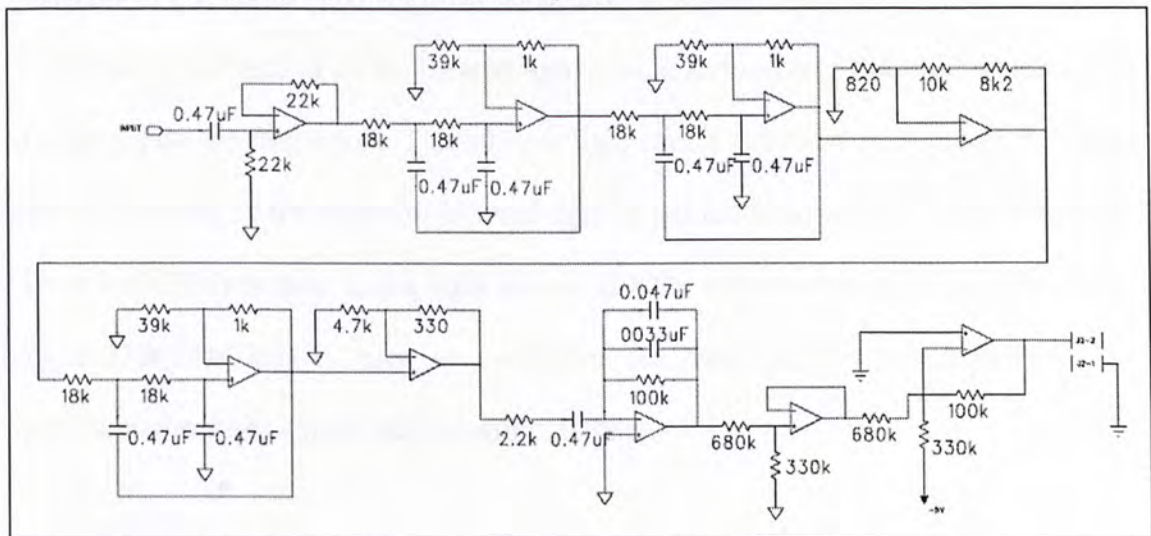 39k 1k 39k 1k
820 10k 8k2
0.47uF 22k
INPUT
18k 18k 18k 18k
22k
0.47uF 0.47uF 0.47uF 0.47uF
0.047uF
39k 1k 4.7k 330 0033uF
100k
18k 18k 100k
0.47uF 0.47uF 2.2k 0.47uF 680k 680k
330k 330k
J2-2
J2-1
-5V